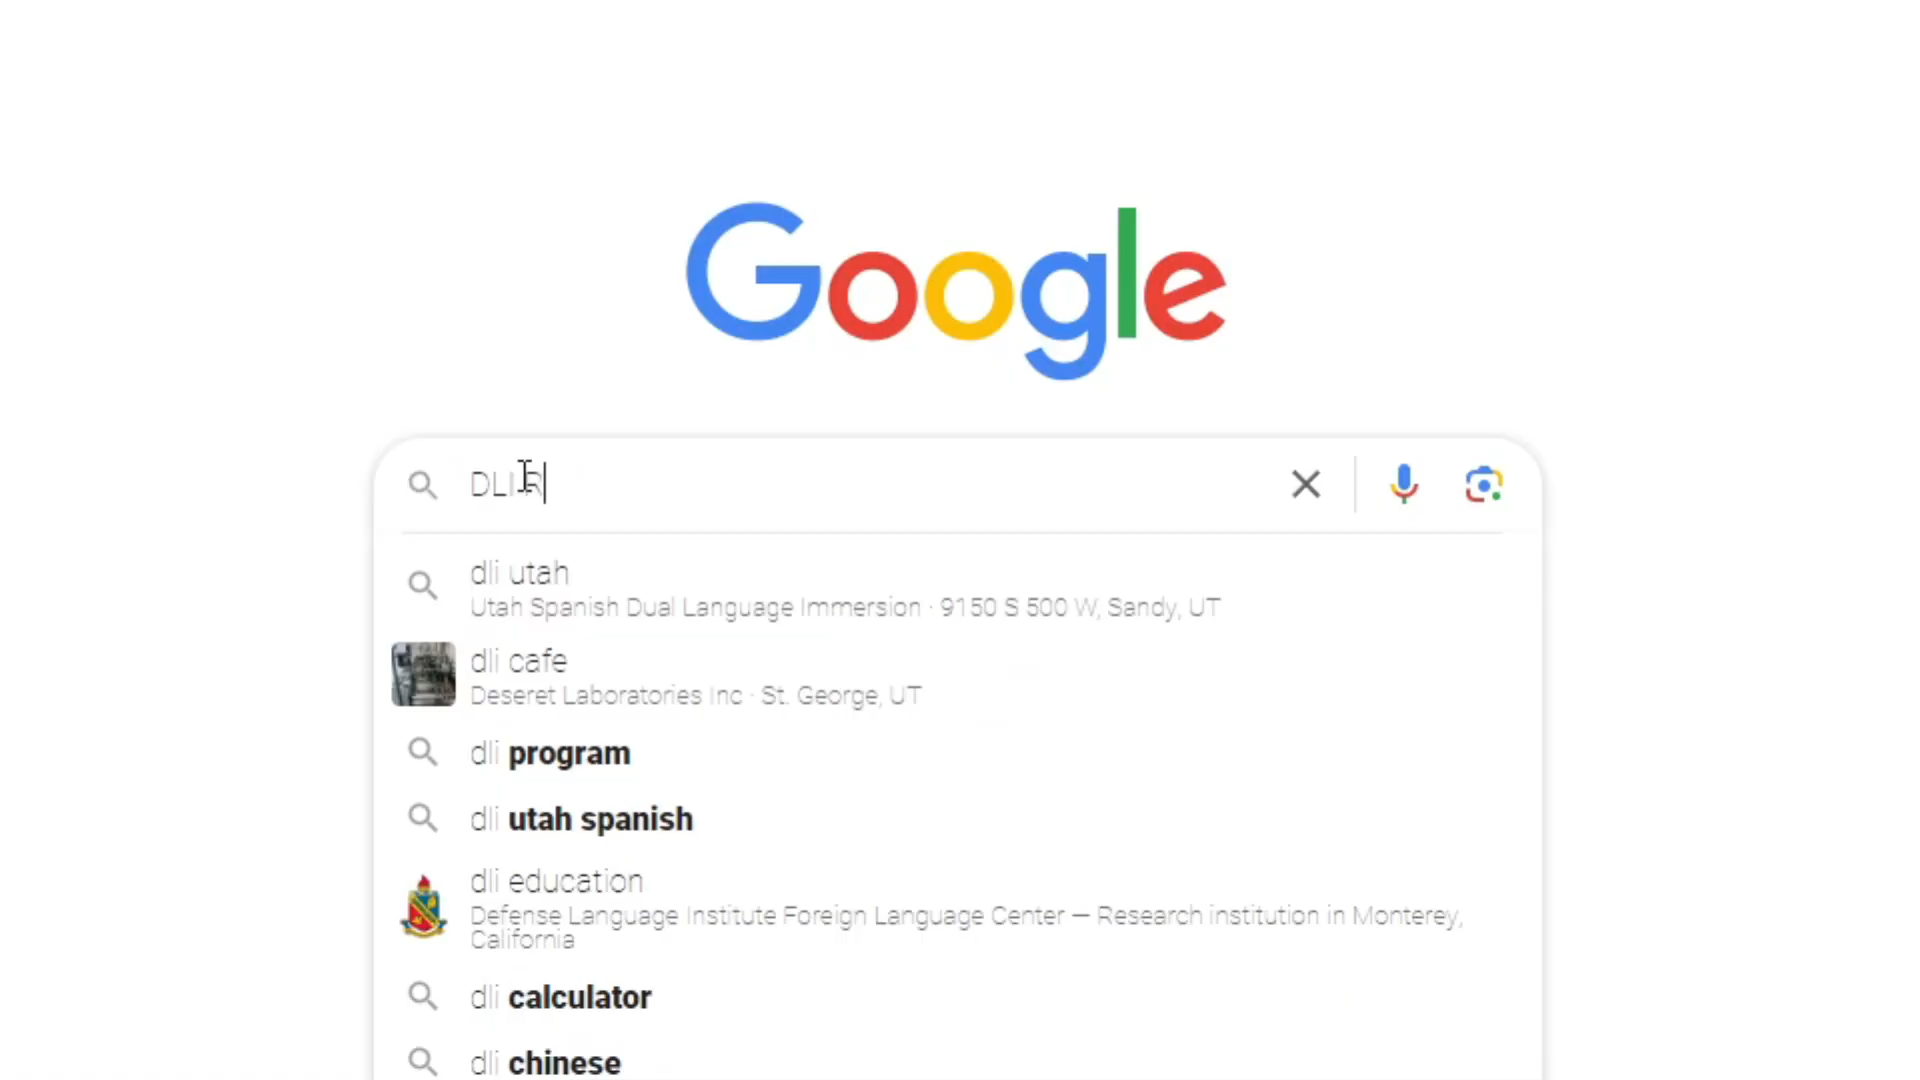 Google
DLI R
dli utah
Utah Spanish Dual Language Immersion · 9150 S 500 W, Sandy, UT
dli cafe
Deseret Laboratories Inc · St. George, UT
dli program
dli utah spanish
dli education
Defense Language Institute Foreign Language Center — Research institution in Monterey,
California
dli calculator
dli chinese